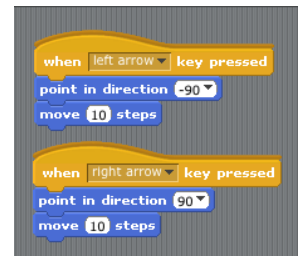 when left arrow key pressed
point in direction -90
move 10 steps
when right arrow key pressed
point in direction 90
move 10 steps